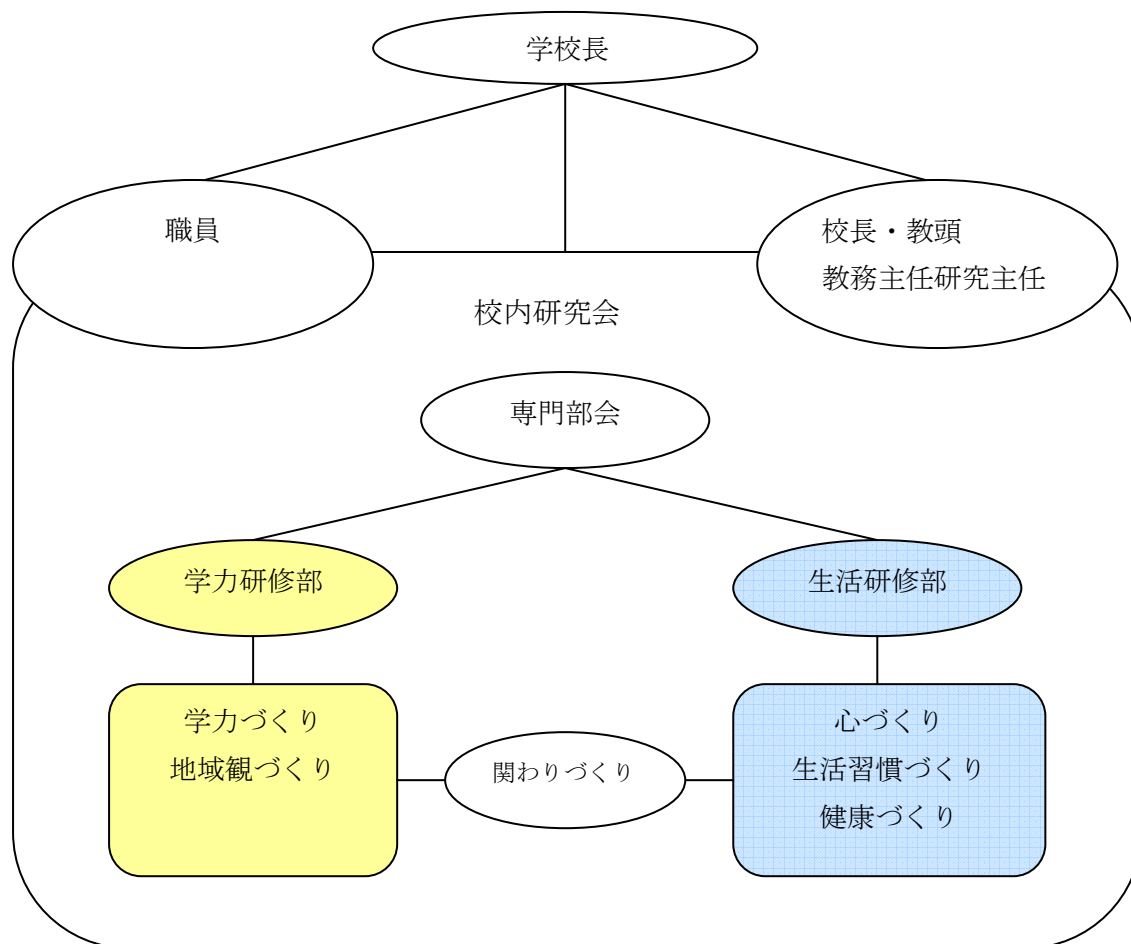 学校長
職員
校長・教頭
教務主任研究主任
校内研究会
専門部会
学力研修部
生活研修部
学力づくり
地域観づくり
関わりづくり
心づくり
生活習慣づくり
健康づくり